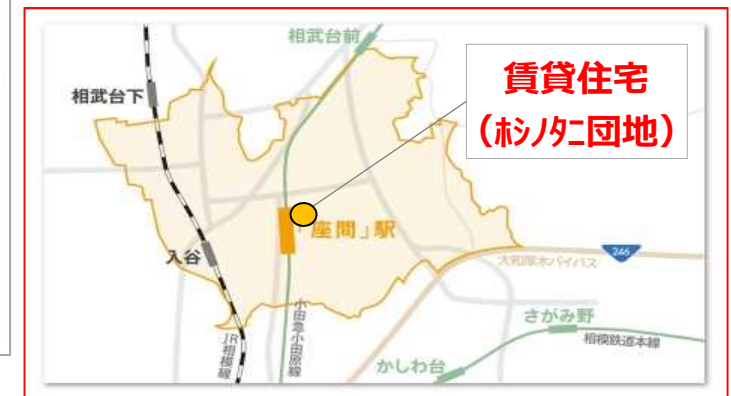 相武台前
賃貸住宅
（ﾎｼﾉﾀﾆ団地）
相武台下
「座間」駅
入谷
246
大和厚木バイパス
小田急小田原線
さがみ野
JR相模線
相模鉄道本線
かしわ台